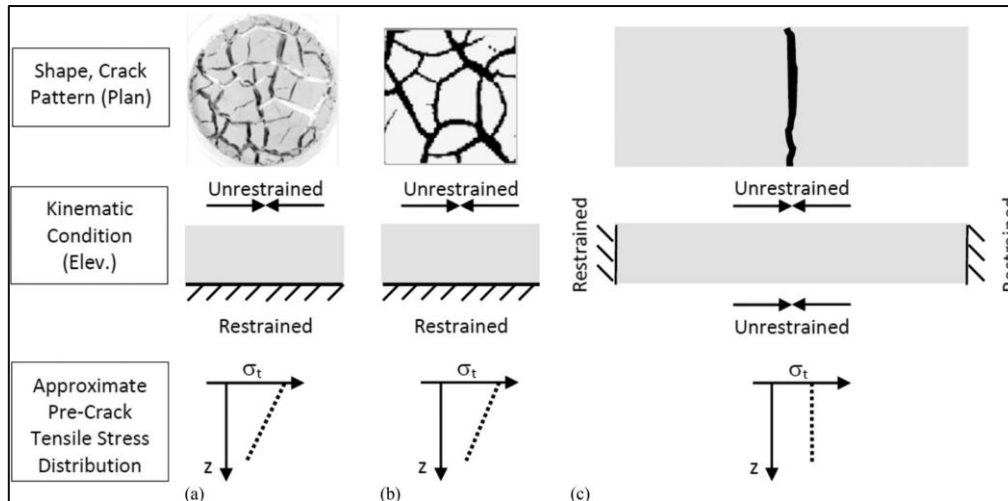 Shape, Crack
Pattern (Plan)
Kinematic
Condition
(Elev.)
Unrestrained
Restrained
Unrestrained
Restrained
Restrained
Unrestrained
Unrestrained
Restrained
Approximate
Pre-Crack
Tensile Stress
Distribution
σt
z
(a)
σt
z
(b)
σt
z
(c)